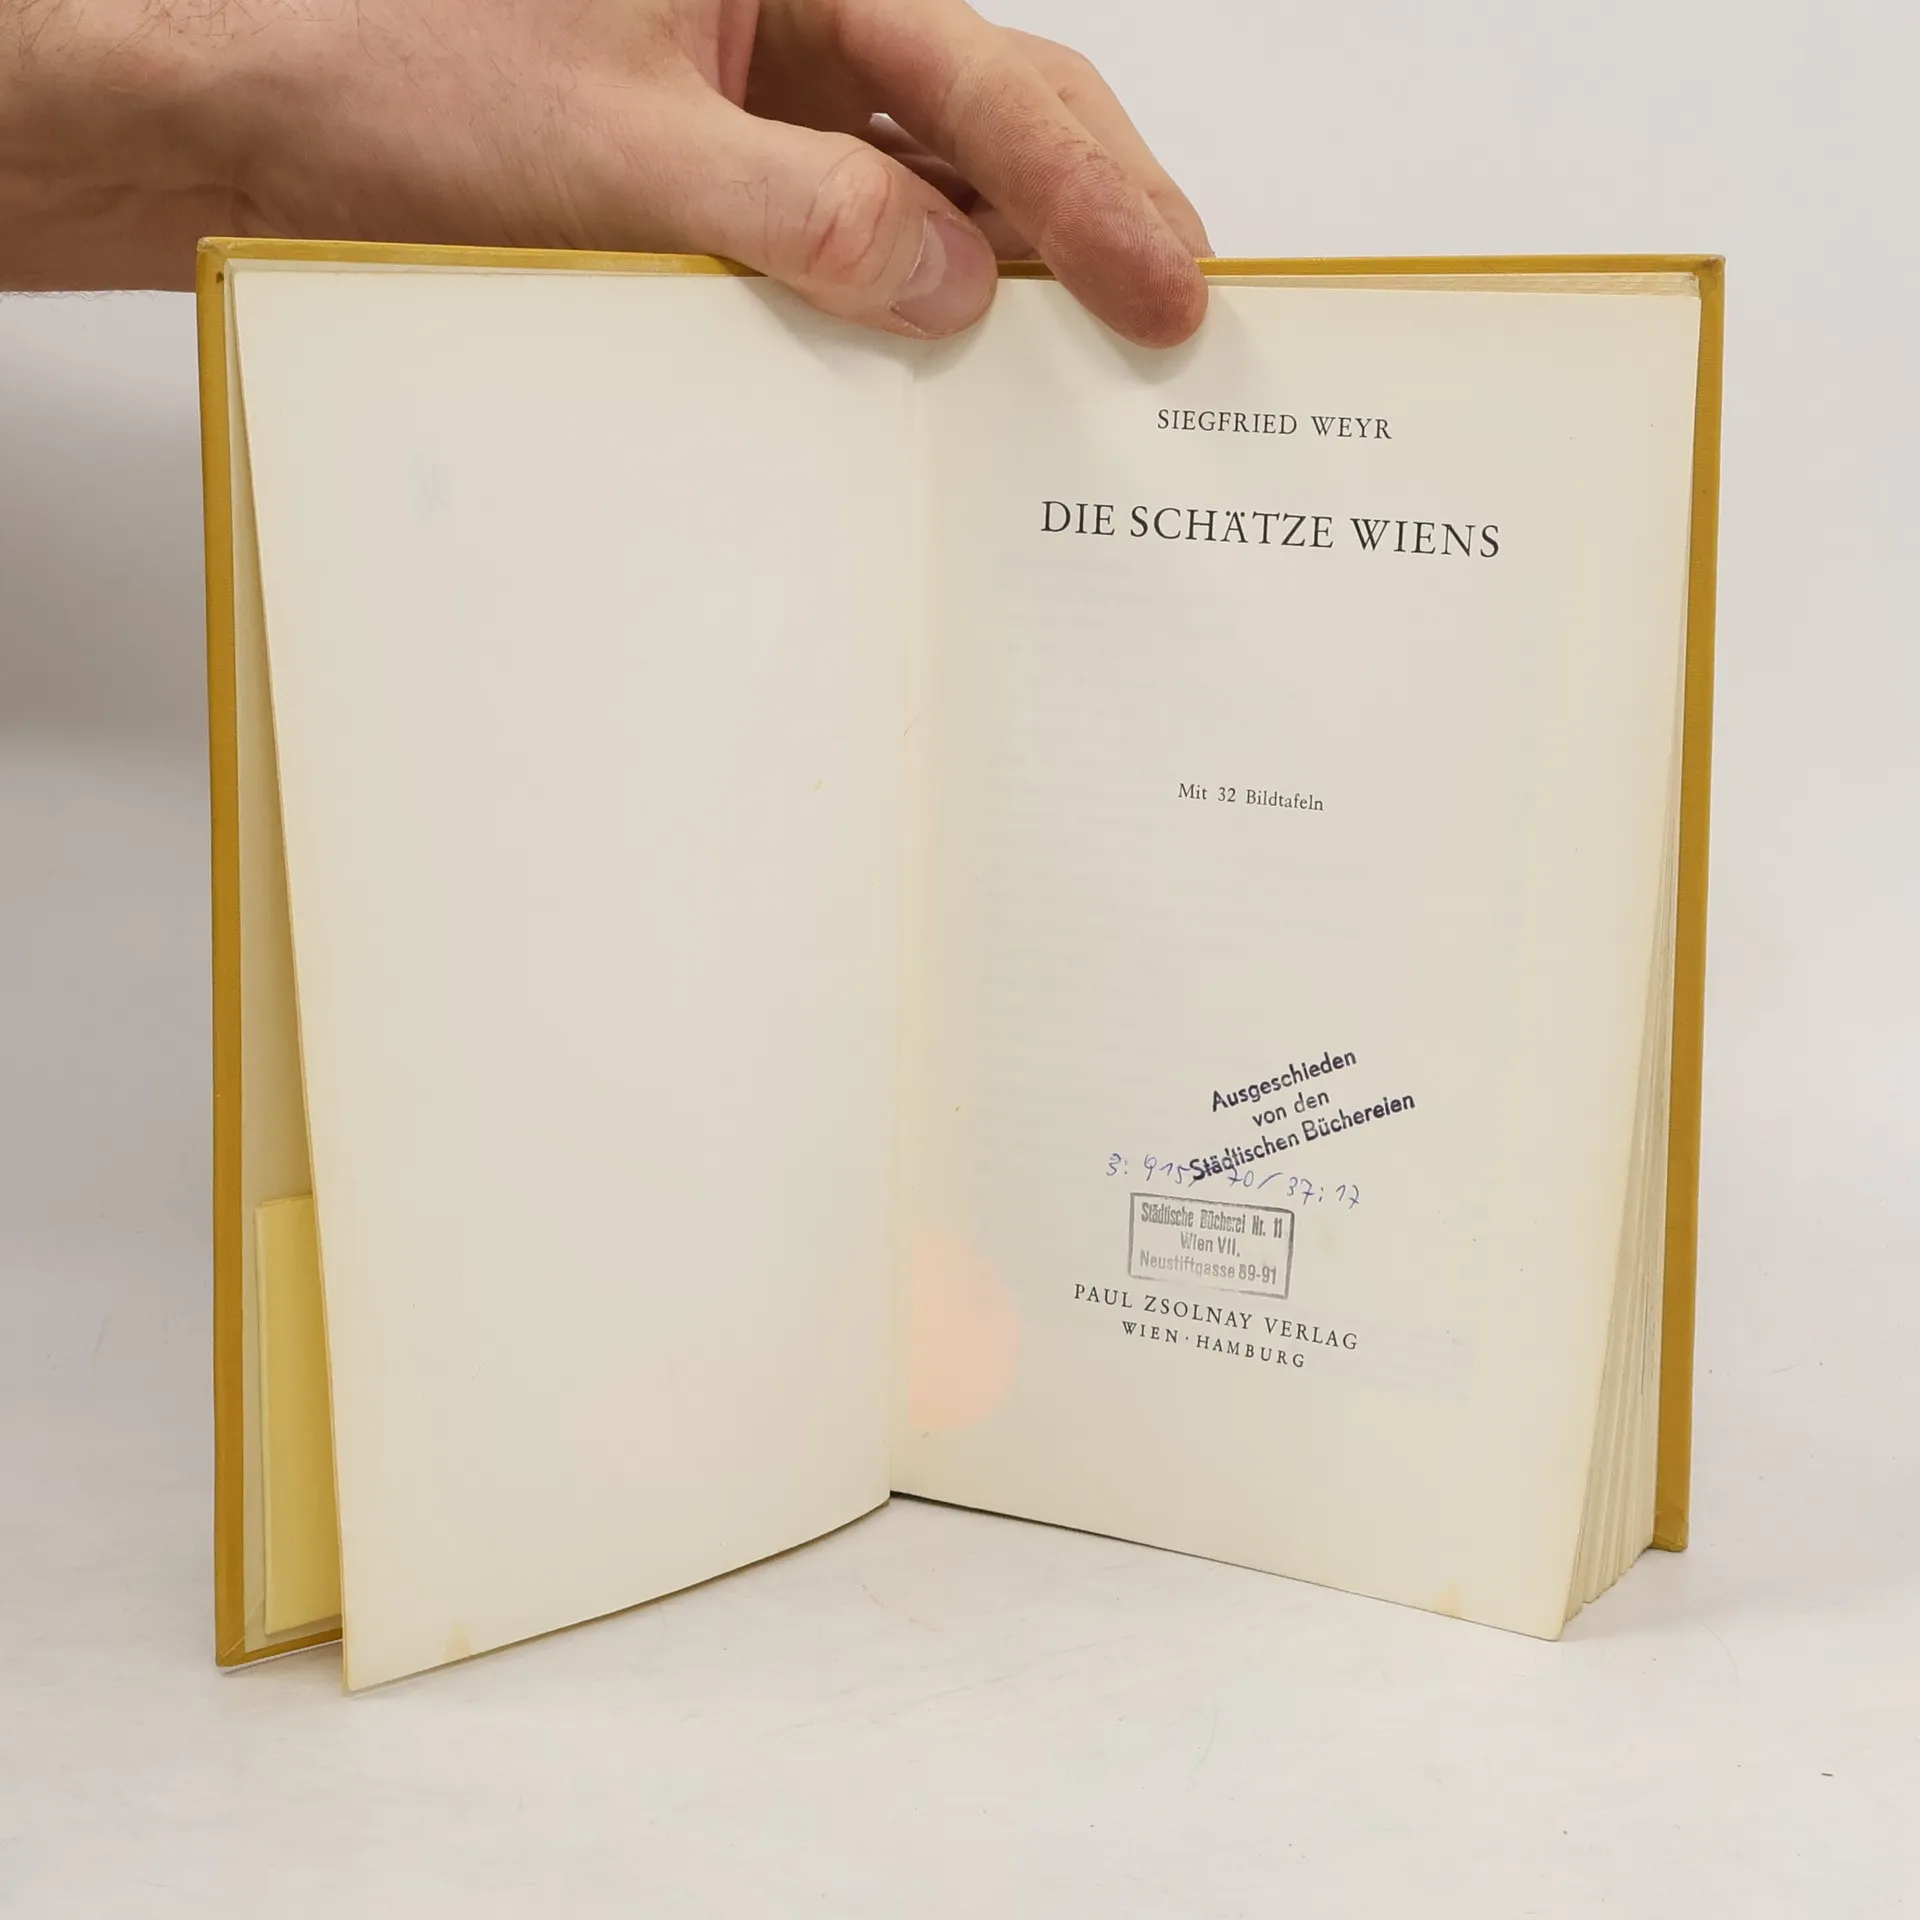 SIEGFRIED WEYR
DIE SCHÄTZE WIENS
Mit 32 Bildtafeln
Ausgeschieden
von den
Städtischen Büchereien
3: 915/70/37:17
Städtische Bücherei Nr. 11
Wien VII,
Neustiftgasse 89-91
PAUL ZSOLNAY VERLAG
WIEN · HAMBURG